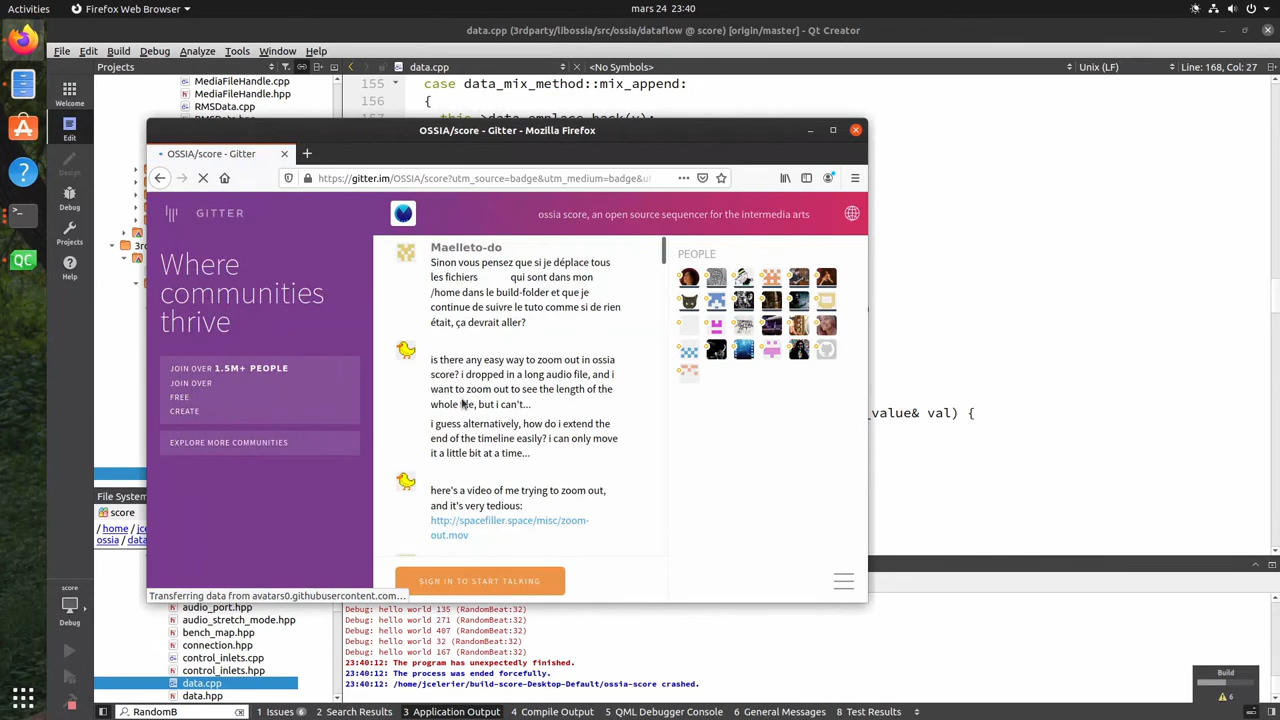 Activities
Firefox Web Browser
mars 24 23:40
data.cpp (3rdparty/libossia/src/ossia/dataflow @ score) [origin/master] - Qt Creator
File Edit Build Debug Analyze Tools Window Help
Projects
data.cpp
<No Symbols>
Unix (LF)
Line: 168, Col: 27
Welcome
Edit
Design
Debug
Projects
Help
MediaFileHandle.cpp
MediaFileHandle.hpp
RMSData.cpp
155 case data_mix_method::mix_append:
156 {
OSSIA/score - Gitter - Mozilla Firefox
OSSIA/score - Gitter
https://gitter.im/OSSIA/score?utm_source=badge&utm_medium=badge&ut
GITTER
ossia score, an open source sequencer for the intermedia arts
Where
communities
thrive
JOIN OVER 1.5M+ PEOPLE
JOIN OVER
FREE
CREATE
EXPLORE MORE COMMUNITIES
Maelleto-do
Sinon vous pensez que si je déplace tous
les fichiers qui sont dans mon
/home dans le build-folder et que je
continue de suivre le tuto comme si de rien
était, ça devrait aller?
is there any easy way to zoom out in ossia
score? i dropped in a long audio file, and i
want to zoom out to see the length of the
whole file, but i can't...
i guess alternatively, how do i extend the
end of the timeline easily? i can only move
it a little bit at a time...
here's a video of me trying to zoom out,
and it's very tedious:
http://spacefiller.space/misc/zoom-
out.mov
SIGN IN TO START TALKING
PEOPLE
Transferring data from avatars0.githubusercontent.com...
_value& val) {
File System
score
/ home / jce
ossia / data
audio_port.hpp
audio_stretch_mode.hpp
bench_map.hpp
connection.hpp
control_inlets.cpp
control_inlets.hpp
data.cpp
data.hpp
score
Debug
Debug: hello world 135 (RandomBeat:32)
Debug: hello world 271 (RandomBeat:32)
Debug: hello world 407 (RandomBeat:32)
Debug: hello world 32 (RandomBeat:32)
Debug: hello world 167 (RandomBeat:32)
23:40:12: The program has unexpectedly finished.
23:40:12: The process was ended forcefully.
23:40:12: /home/jcelerier/build-score-Desktop-Default/ossia-score crashed.
Build
6
RandomB
1 Issues 6
2 Search Results
3 Application Output
4 Compile Output
5 QML Debugger Console
6 General Messages
8 Test Results